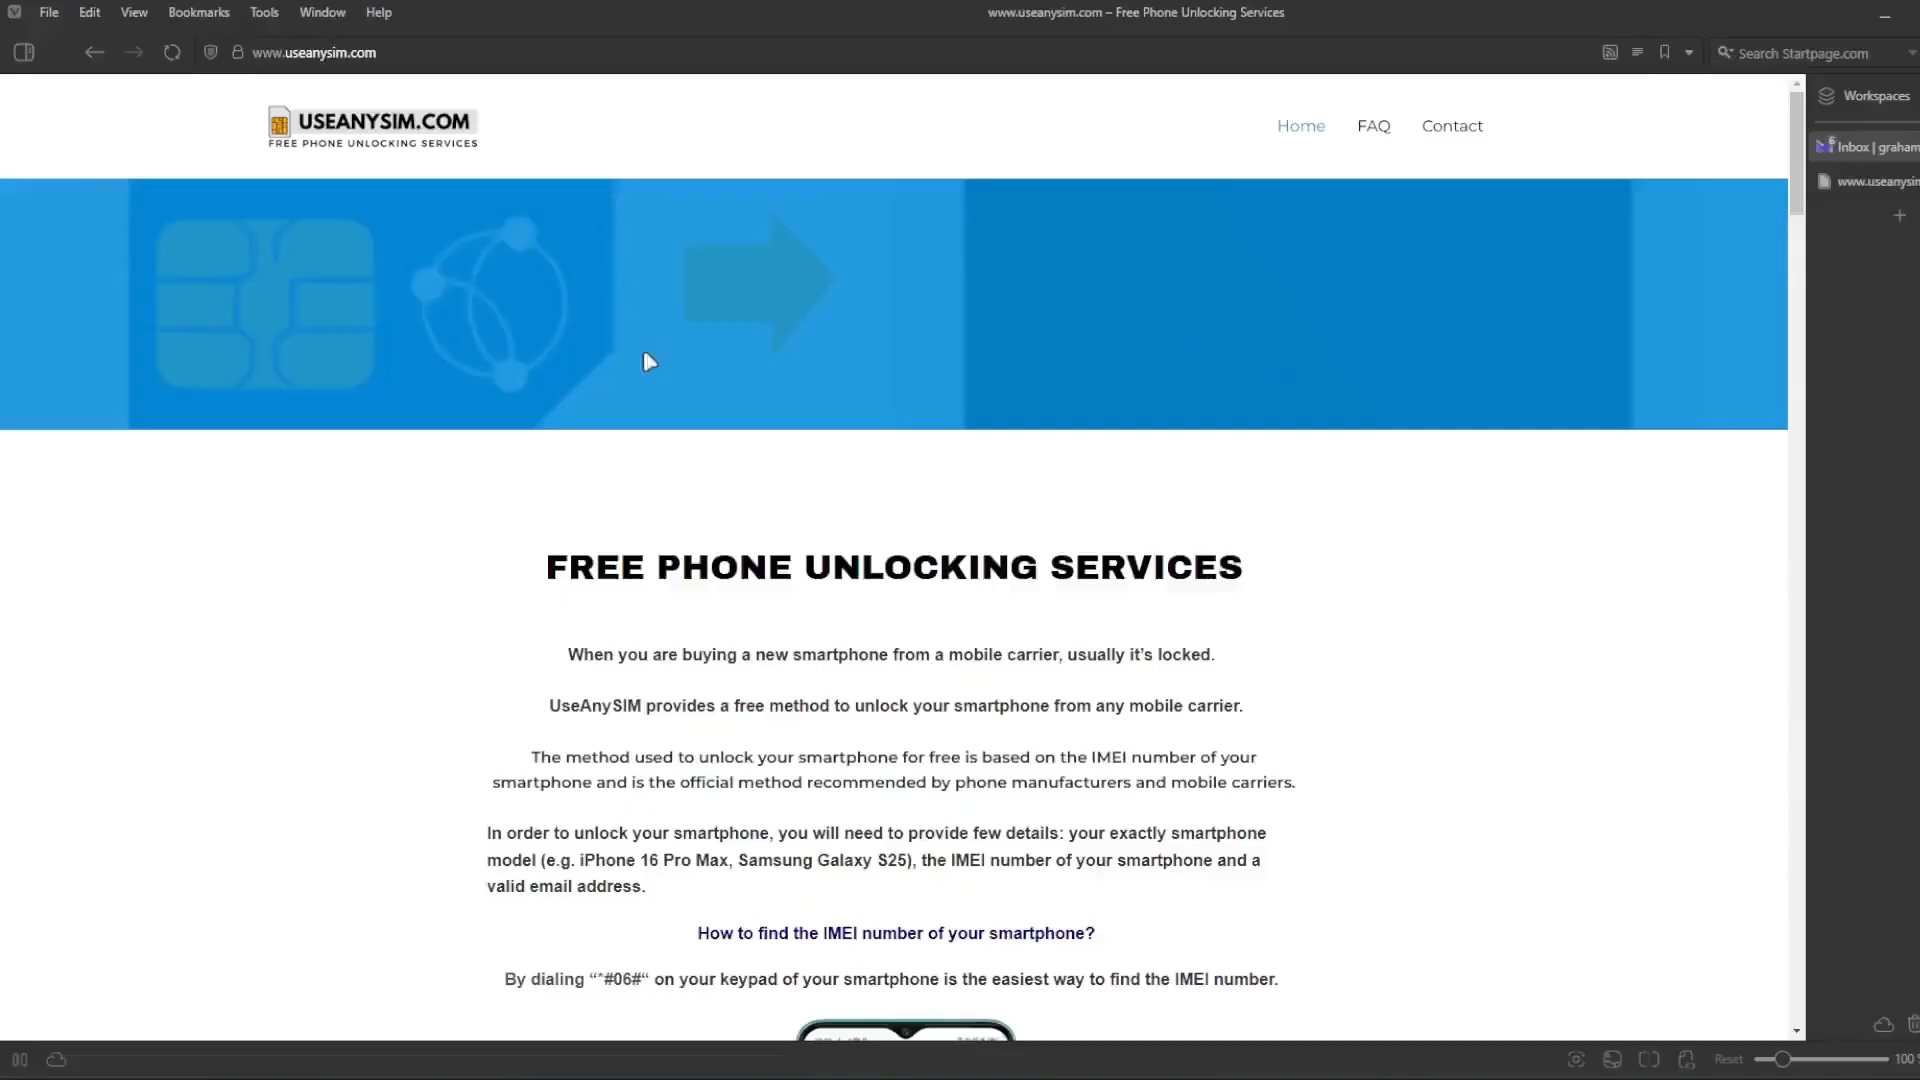 File Edit View Bookmarks Tools Window Help
www.useanysim.com – Free Phone Unlocking Services
www.useanysim.com
Search Startpage.com
USEANYSIM.COM
FREE PHONE UNLOCKING SERVICES
Home FAQ Contact
Workspaces
6
Inbox | graham
www.useanysim
FREE PHONE UNLOCKING SERVICES
When you are buying a new smartphone from a mobile carrier, usually it’s locked.
UseAnySIM provides a free method to unlock your smartphone from any mobile carrier.
The method used to unlock your smartphone for free is based on the IMEI number of your
smartphone and is the official method recommended by phone manufacturers and mobile carriers.
In order to unlock your smartphone, you will need to provide few details: your exactly smartphone
model (e.g. iPhone 16 Pro Max, Samsung Galaxy S25), the IMEI number of your smartphone and a
valid email address.
How to find the IMEI number of your smartphone?
By dialing “*#06#“ on your keypad of your smartphone is the easiest way to find the IMEI number.
Reset 100 %